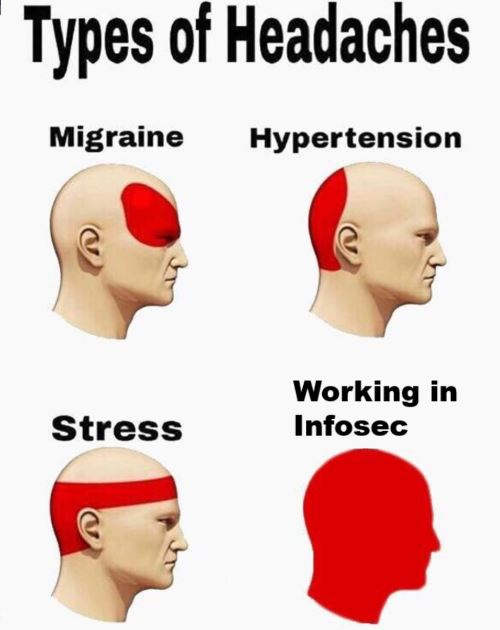 Types of Headaches
Migraine
Hypertension
Stress
Working in
Infosec